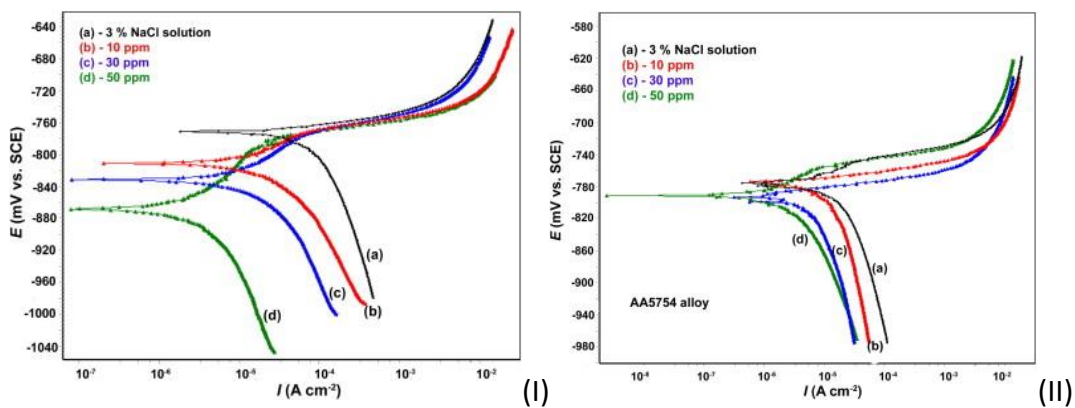 (a) - 3 % NaCl solution
(b) - 10 ppm
(c) - 30 ppm
(d) - 50 ppm
E (mV vs. SCE)
-640
-680
-720
-760
-800
-840
-880
-920
-960
-1000
-1040
(a)
(b)
(c)
(d)
10⁻⁷ 10⁻⁶ 10⁻⁵ 10⁻⁴ 10⁻³ 10⁻²
I (A cm⁻²)
(I)
(a) - 3 % NaCl solution
(b) - 10 ppm
(c) - 30 ppm
(d) - 50 ppm
E (mV vs. SCE)
-580
-620
-660
-700
-740
-780
-820
-860
-900
-940
-980
(a)
(b)
(c)
(d)
AA5754 alloy
10⁻⁸ 10⁻⁷ 10⁻⁶ 10⁻⁵ 10⁻⁴ 10⁻³ 10⁻²
I (A cm⁻²)
(II)